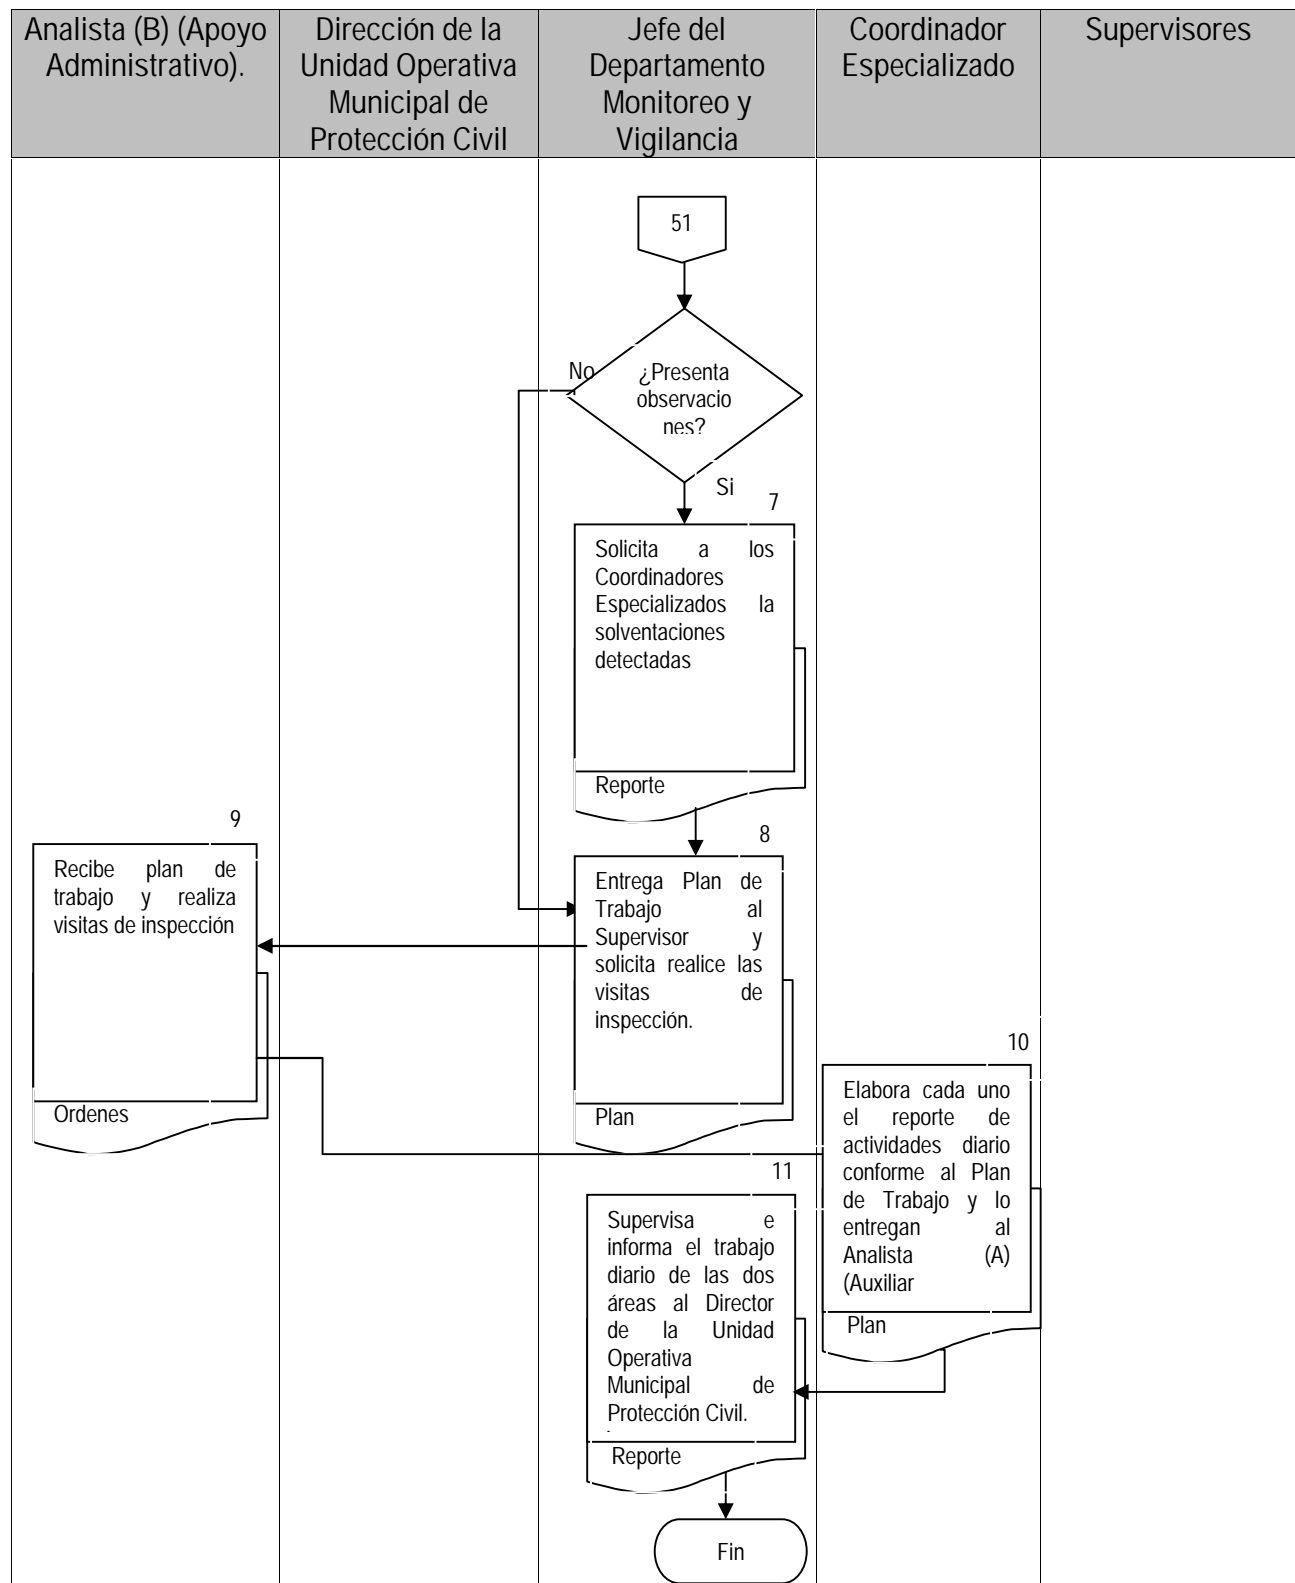 Analista (B) (Apoyo
Administrativo).
Dirección de la
Unidad Operativa
Municipal de
Protección Civil
Jefe del
Departamento
Monitoreo y
Vigilancia
Coordinador
Especializado
Supervisores
51
No
¿Presenta
observacio
nes?
Si
7
Solicita a los
Coordinadores
Especializados la
solventaciones
detectadas
Reporte
8
Entrega Plan de
Trabajo al
Supervisor y
solicita realice las
visitas de
inspección.
Plan
9
Recibe plan de
trabajo y realiza
visitas de inspección
Ordenes
10
Elabora cada uno
el reporte de
actividades diario
conforme al Plan
de Trabajo y lo
entregan al
Analista (A)
(Auxiliar
Plan
11
Supervisa e
informa el trabajo
diario de las dos
áreas al Director
de la Unidad
Operativa
Municipal de
Protección Civil.
Reporte
Fin